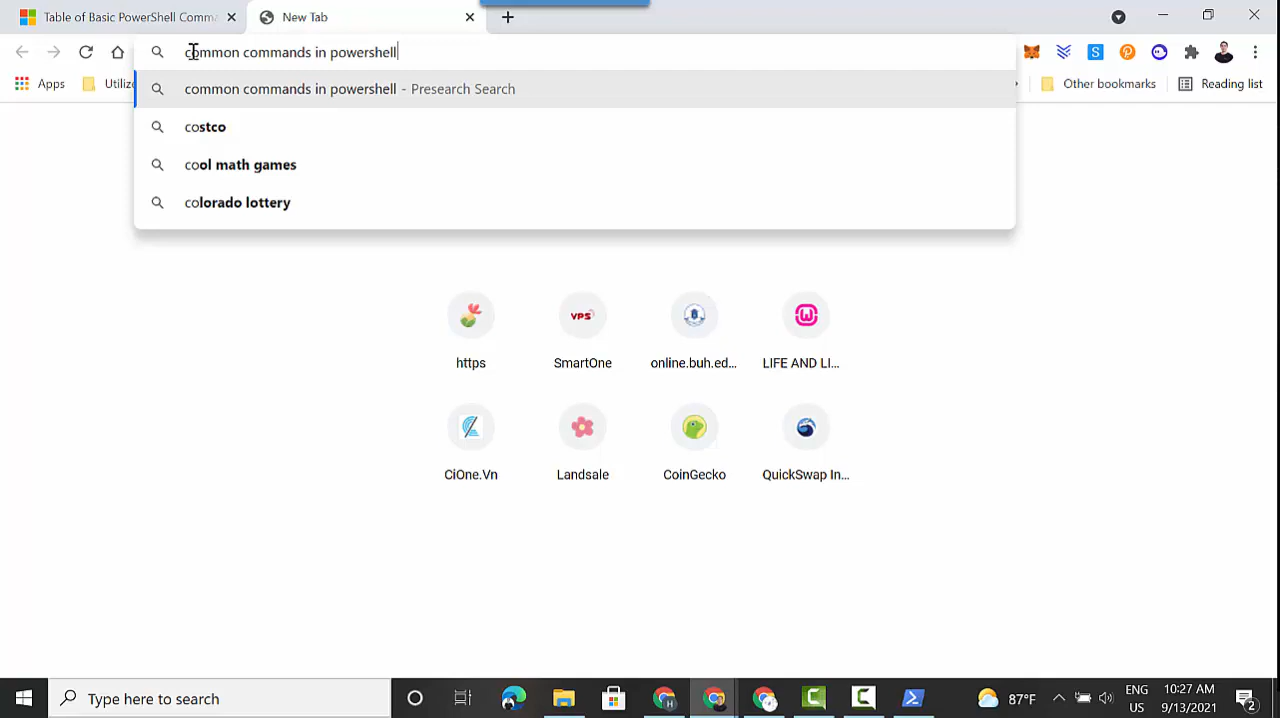 Table of Basic PowerShell Comm
New Tab
common commands in powershell
Apps
Utiliz
Other bookmarks
Reading list
common commands in powershell - Presearch Search
costco
cool math games
colorado lottery
VPS
https
SmartOne
online.buh.ed...
LIFE AND LI...
CiOne.Vn
Landsale
CoinGecko
QuickSwap In...
Type here to search
87°F
ENG
US
10:27 AM
9/13/2021
2